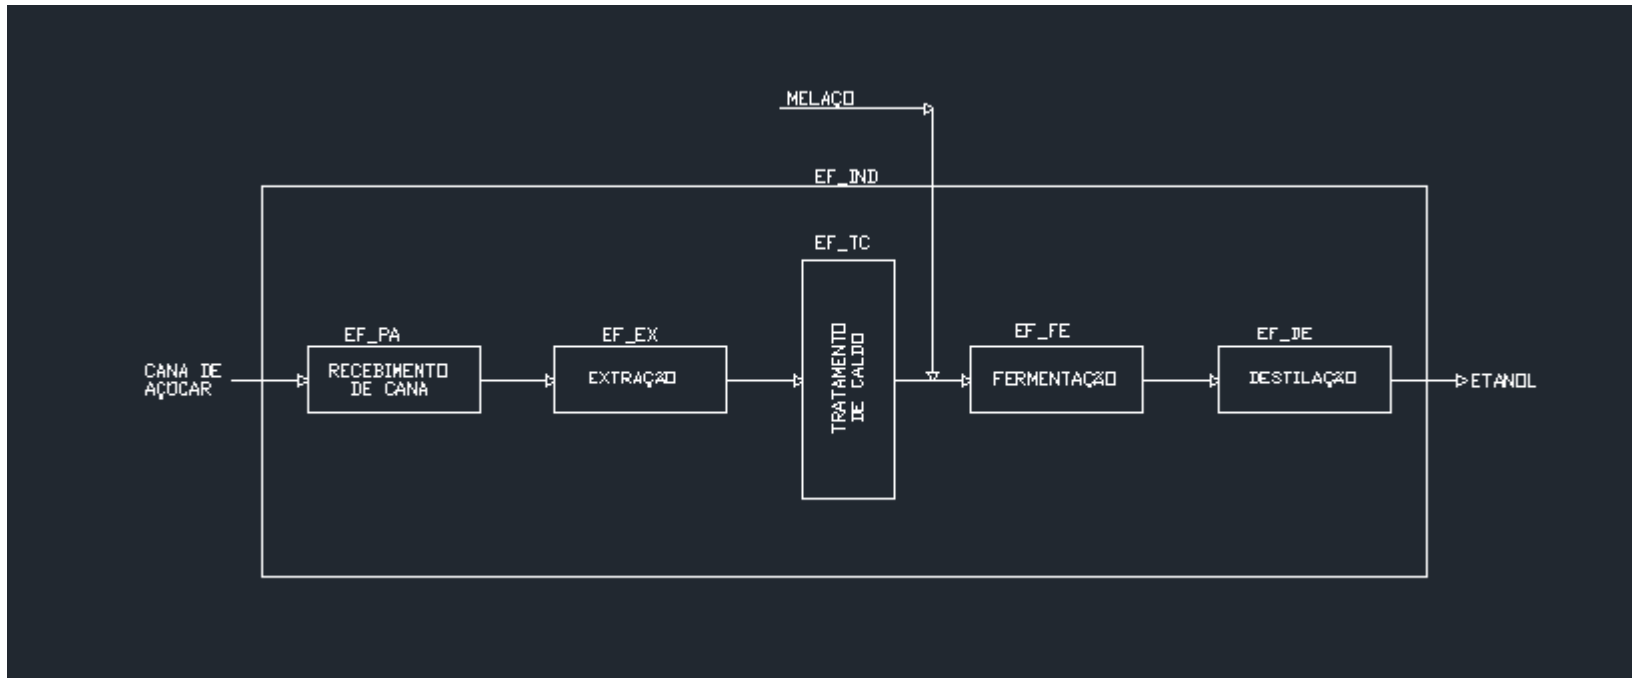 MELAÇO
EF_IND
EF_TC
EF_PA
EF_EX
EF_FE
EF_DE
CANA DE
AÇUCAR
RECEBIMENTO
DE CANA
EXTRAÇÃO
TRATAMENTO
DE CALDO
FERMENTAÇÃO
DESTILAÇÃO
ETANOL